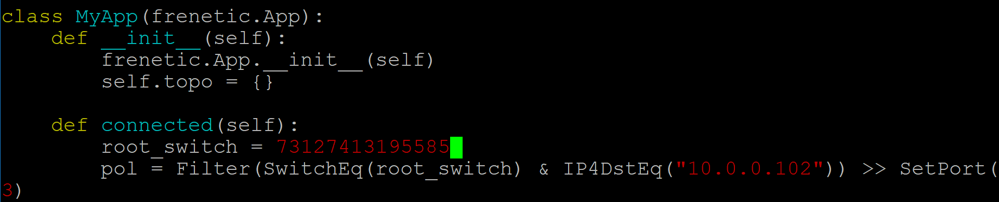 class MyApp(frenetic.App):
    def __init__(self):
        frenetic.App.__init__(self)
        self.topo = {}

    def connected(self):
        root_switch = 73127413195585
        pol = Filter(SwitchEq(root_switch) & IP4DstEq("10.0.0.102")) >> SetPort(
3)